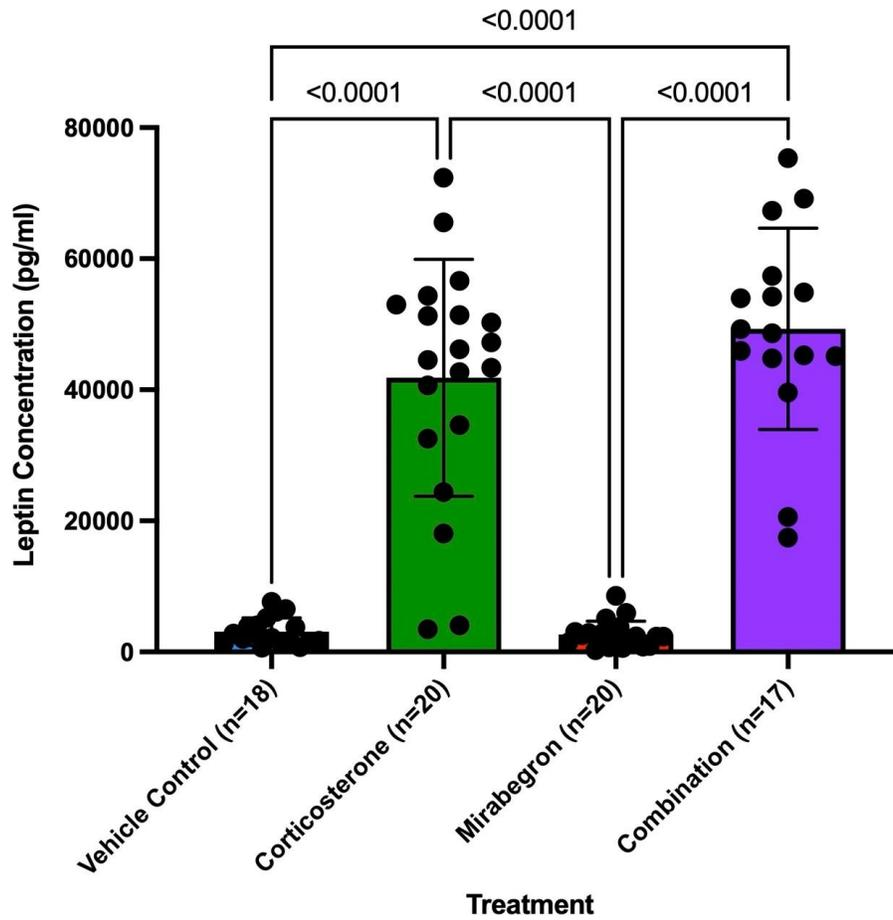 <0.0001
<0.0001 <0.0001 <0.0001
80000
60000
40000
20000
0
Leptin Concentration (pg/ml)
Vehicle Control (n=18)
Corticosterone (n=20)
Mirabegron (n=20)
Combination (n=17)
Treatment